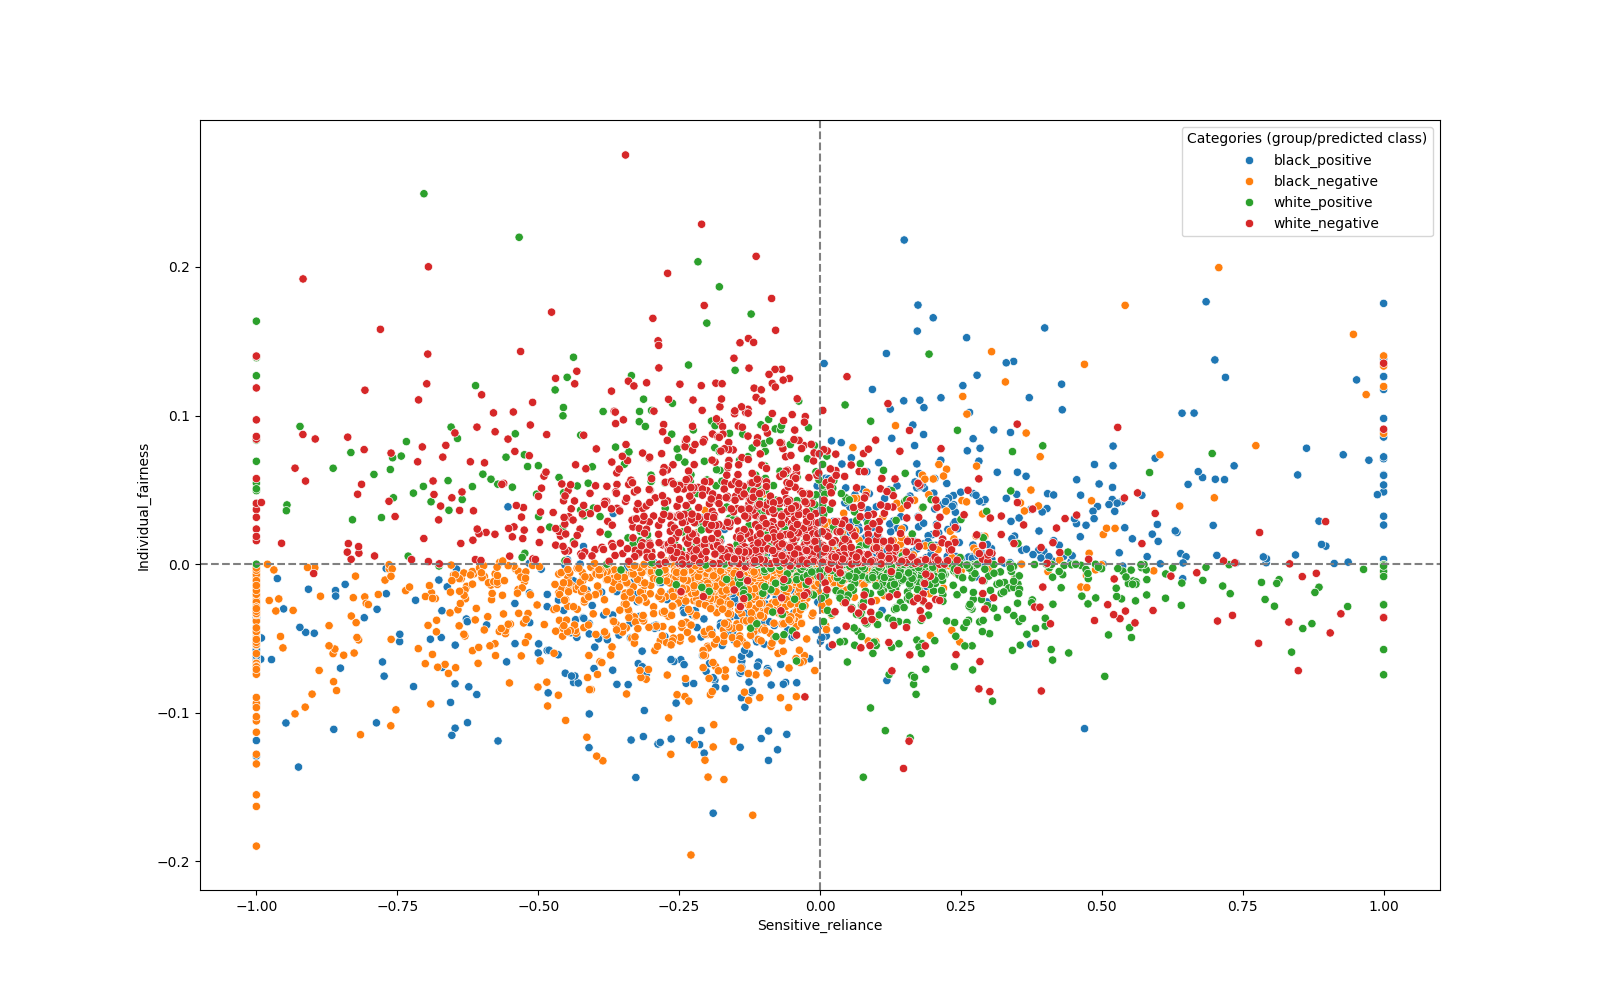 Categories (group/predicted class)
black_positive
black_negative
white_positive
white_negative
Individual_fairness
0.2
0.1
0.0
−0.1
−0.2
−1.00 −0.75 −0.50 −0.25 0.00 0.25 0.50 0.75 1.00
Sensitive_reliance